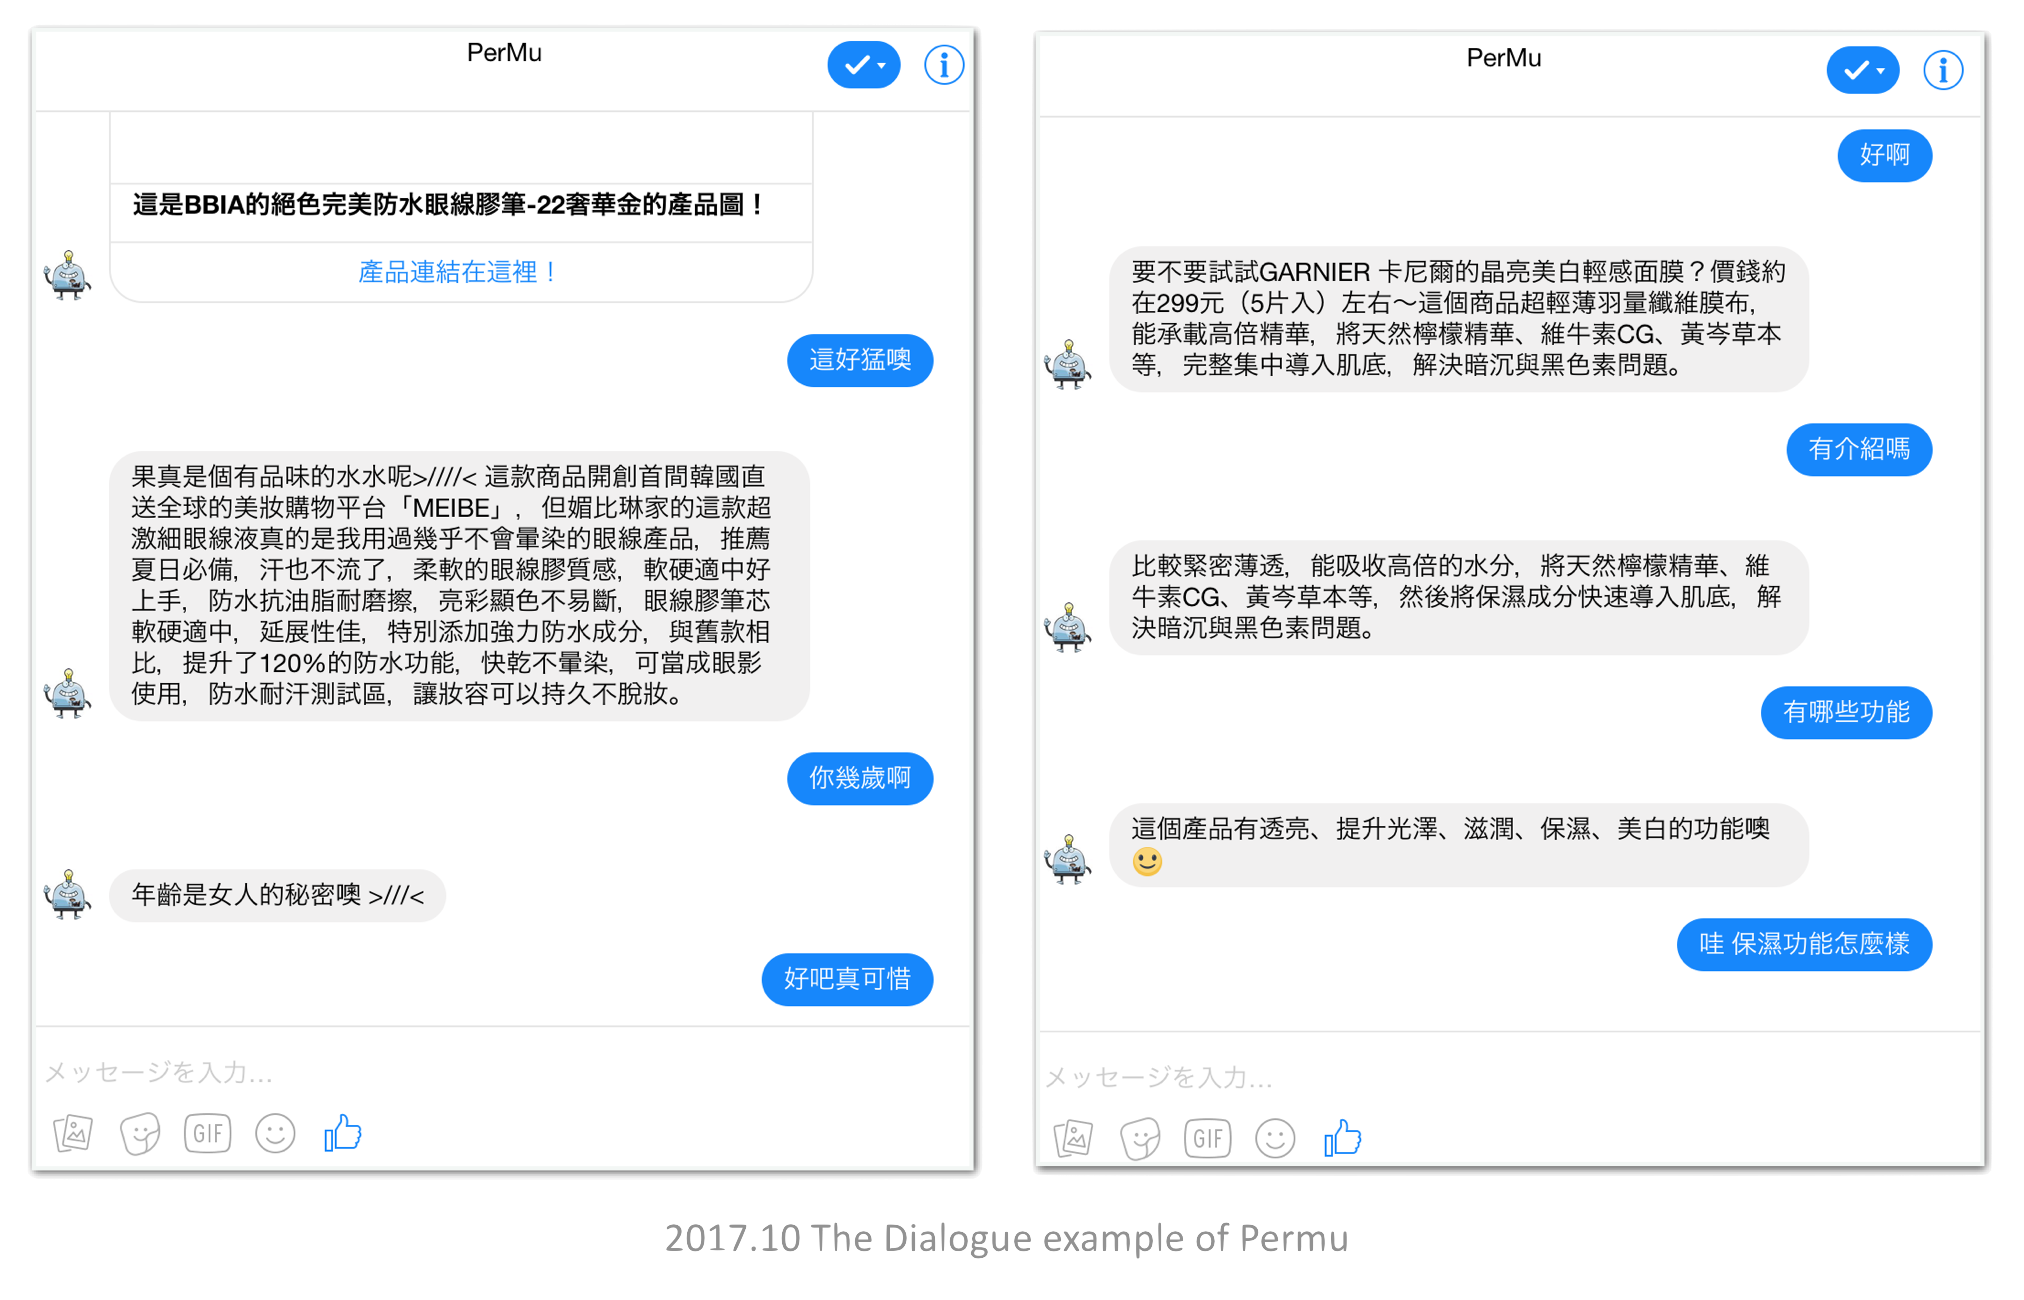 PerMu
這是BBIA的絕色完美防水眼線膠筆-22奢華金的產品圖！
產品連結在這裡！
這好猛噢
果真是個有品味的水水呢>////< 這款商品開創首間韓國直
送全球的美妝購物平台「MEIBE」，但媚比琳家的這款超
激細眼線液真的是我用過幾乎不會暈染的眼線產品，推薦
夏日必備，汗也不流了，柔軟的眼線膠質感，軟硬適中好
上手，防水抗油脂耐磨擦，亮彩顯色不易斷，眼線膠筆芯
軟硬適中，延展性佳，特別添加強力防水成分，與舊款相
比，提升了120%的防水功能，快乾不暈染，可當成眼影
使用，防水耐汗測試區，讓妝容可以持久不脫妝。
你幾歲啊
年齡是女人的秘密噢 >///<
好吧真可惜
メッセージを入力...
GIF
PerMu
好啊
要不要試試GARNIER 卡尼爾的晶亮美白輕感面膜？價錢約
在299元（5片入）左右～這個商品超輕薄羽量纖維膜布，
能承載高倍精華，將天然檸檬精華、維牛素CG、黃岑草本
等，完整集中導入肌底，解決暗沉與黑色素問題。
有介紹嗎
比較緊密薄透，能吸收高倍的水分，將天然檸檬精華、維
牛素CG、黃岑草本等，然後將保濕成分快速導入肌底，解
決暗沉與黑色素問題。
有哪些功能
這個產品有透亮、提升光澤、滋潤、保濕、美白的功能噢
哇 保濕功能怎麼樣
メッセージを入力...
GIF
2017.10 The Dialogue example of Permu